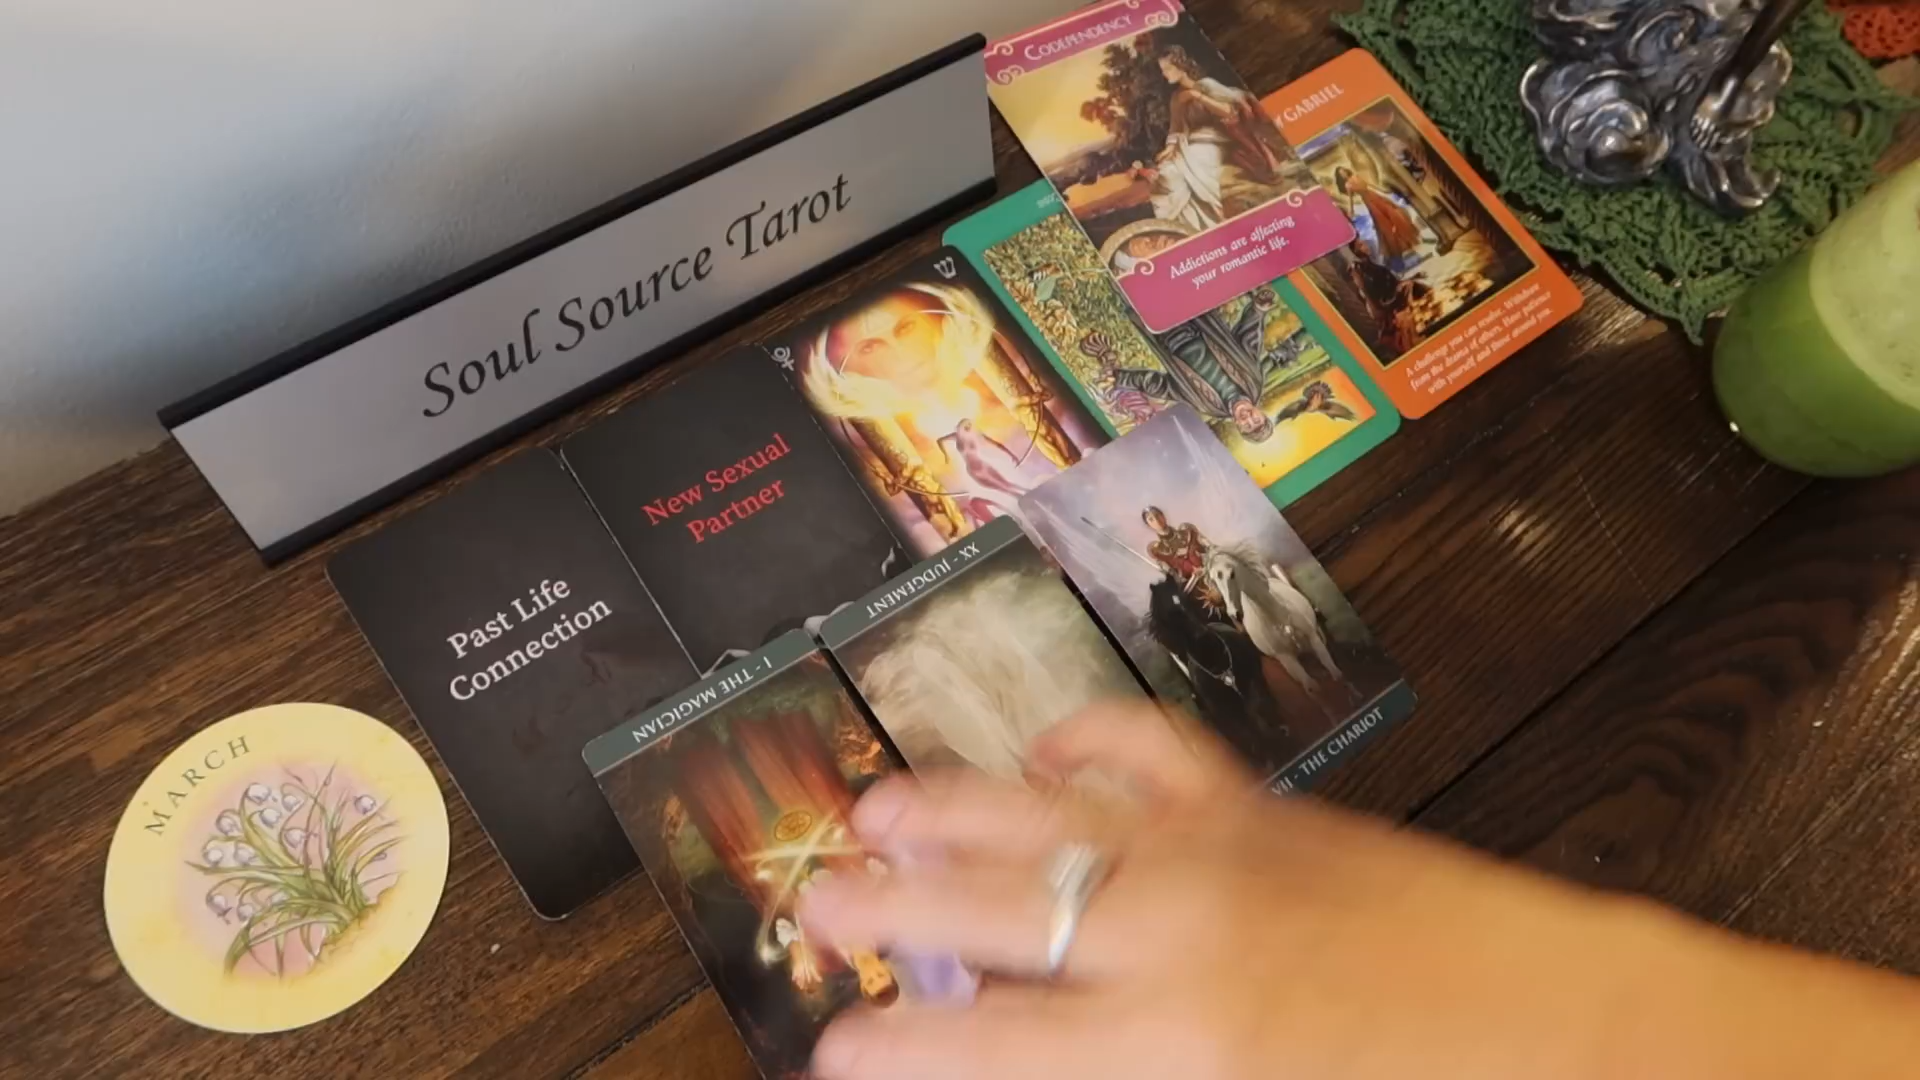 Soul Source Tarot
CODEPENDENCY
Addictions are affecting
your romantic life.
GABRIEL
A challenge you can resolve. Withdraw
from the drama of others. Have patience
with yourself and those around you.
New Sexual
Partner
Past Life
Connection
XX - JUDGEMENT
I - THE MAGICIAN
VII - THE CHARIOT
MARCH